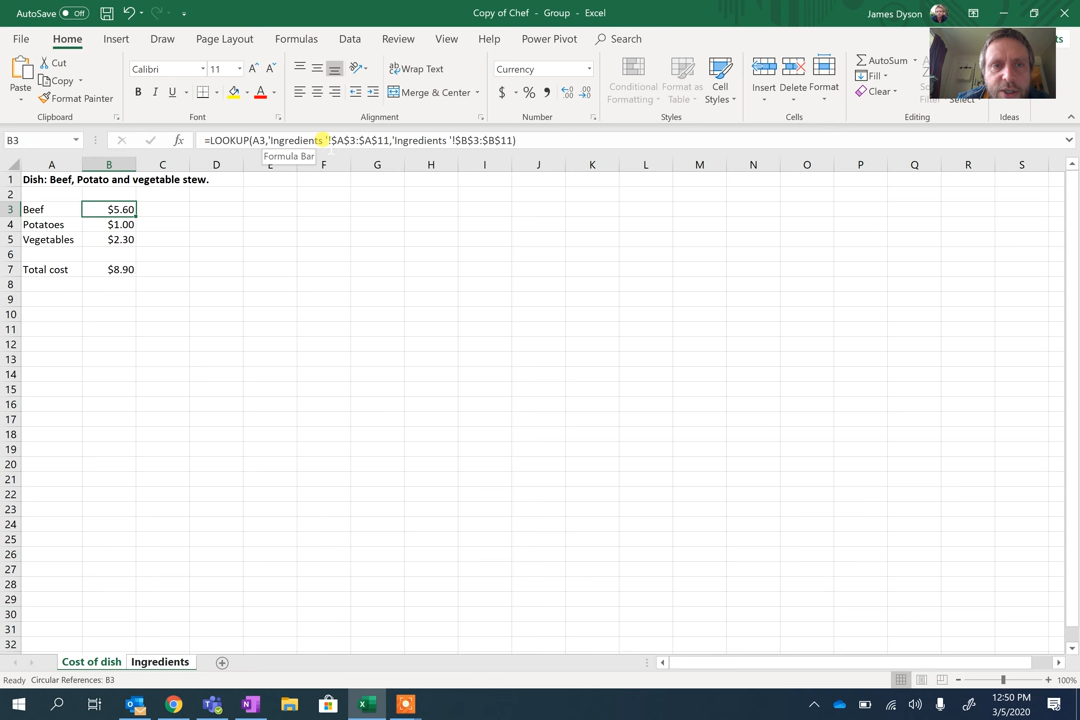 AutoSave Off
Copy of Chef - Group - Excel
James Dyson
File Home Insert Draw Page Layout Formulas Data Review View Help Power Pivot Search
Paste
Cut
Copy
Format Painter
Clipboard
Calibri 11
B I U
Font
Wrap Text
Merge & Center
Alignment
Currency
$ % ,
Number
Conditional Formatting
Format as Table
Cell Styles
Styles
Insert Delete Format
Cells
AutoSum
Fill
Clear
Editing
Ideas
B3 fx =LOOKUP(A3,'Ingredients '!$A$3:$A$11,'Ingredients '!$B$3:$B$11)
Formula Bar
A B C D E F G H I J K L M N O P Q R S
1 Dish: Beef, Potato and vegetable stew.
2
3 Beef $5.60
4 Potatoes $1.00
5 Vegetables $2.30
6
7 Total cost $8.90
8
9
10
11
12
13
14
15
16
17
18
19
20
21
22
23
24
25
26
27
28
29
30
31
32
Cost of dish Ingredients
Ready Circular References: B3 100%
12:50 PM
3/5/2020